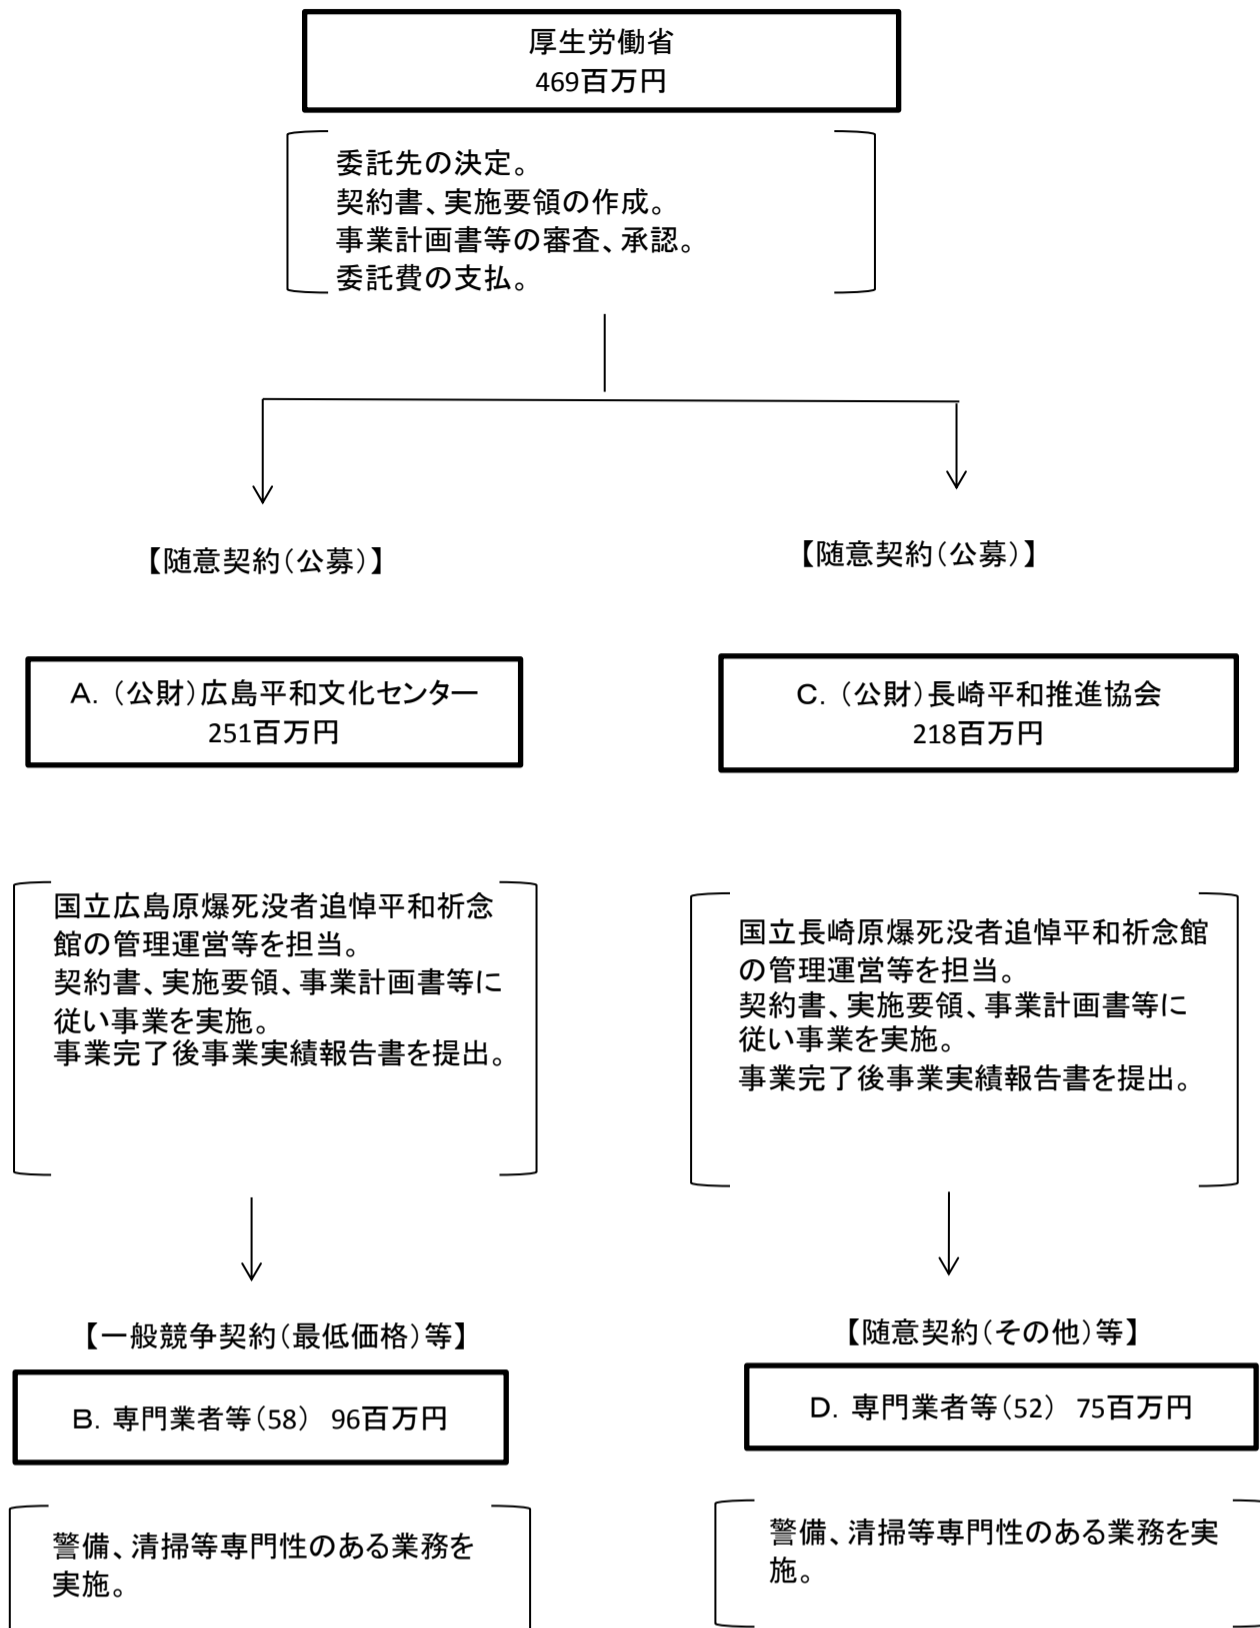 厚生労働省
469百万円
委託先の決定。
契約書、実施要領の作成。
事業計画書等の審査、承認。
委託費の支払。
【随意契約（公募）】
【随意契約（公募）】
A．（公財）広島平和文化センター
251百万円
C．（公財）長崎平和推進協会
218百万円
国立広島原爆死没者追悼平和祈念
館の管理運営等を担当。
契約書、実施要領、事業計画書等に
従い事業を実施。
事業完了後事業実績報告書を提出。
国立長崎原爆死没者追悼平和祈念館
の管理運営等を担当。
契約書、実施要領、事業計画書等に
従い事業を実施。
事業完了後事業実績報告書を提出。
【一般競争契約（最低価格）等】
B．専門業者等（58） 96百万円
【随意契約（その他）等】
D．専門業者等（52） 75百万円
警備、清掃等専門性のある業務を
実施。
警備、清掃等専門性のある業務を実
施。